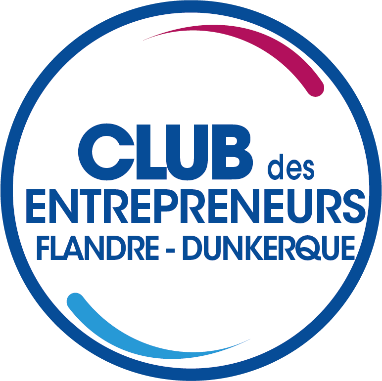 CLUB des
ENTREPRENEURS
FLANDRE - DUNKERQUE